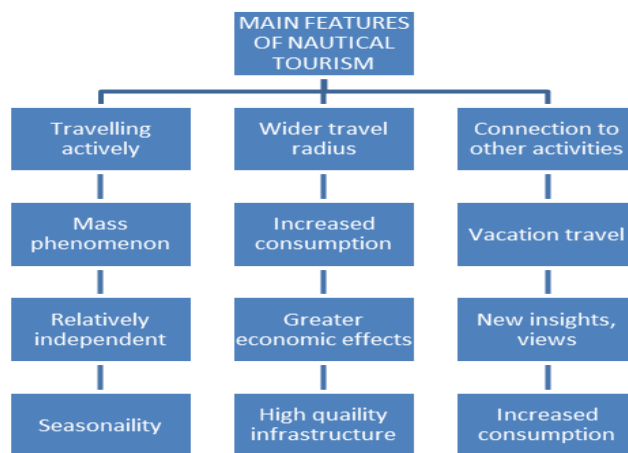 MAIN FEATURES
OF NAUTICAL
TOURISM
Travelling
actively
Wider travel
radius
Connection to
other activities
Mass
phenomenon
Increased
consumption
Vacation travel
Relatively
independent
Greater
economic effects
New insights,
views
Seasonaility
High quaility
infrastructure
Increased
consumption